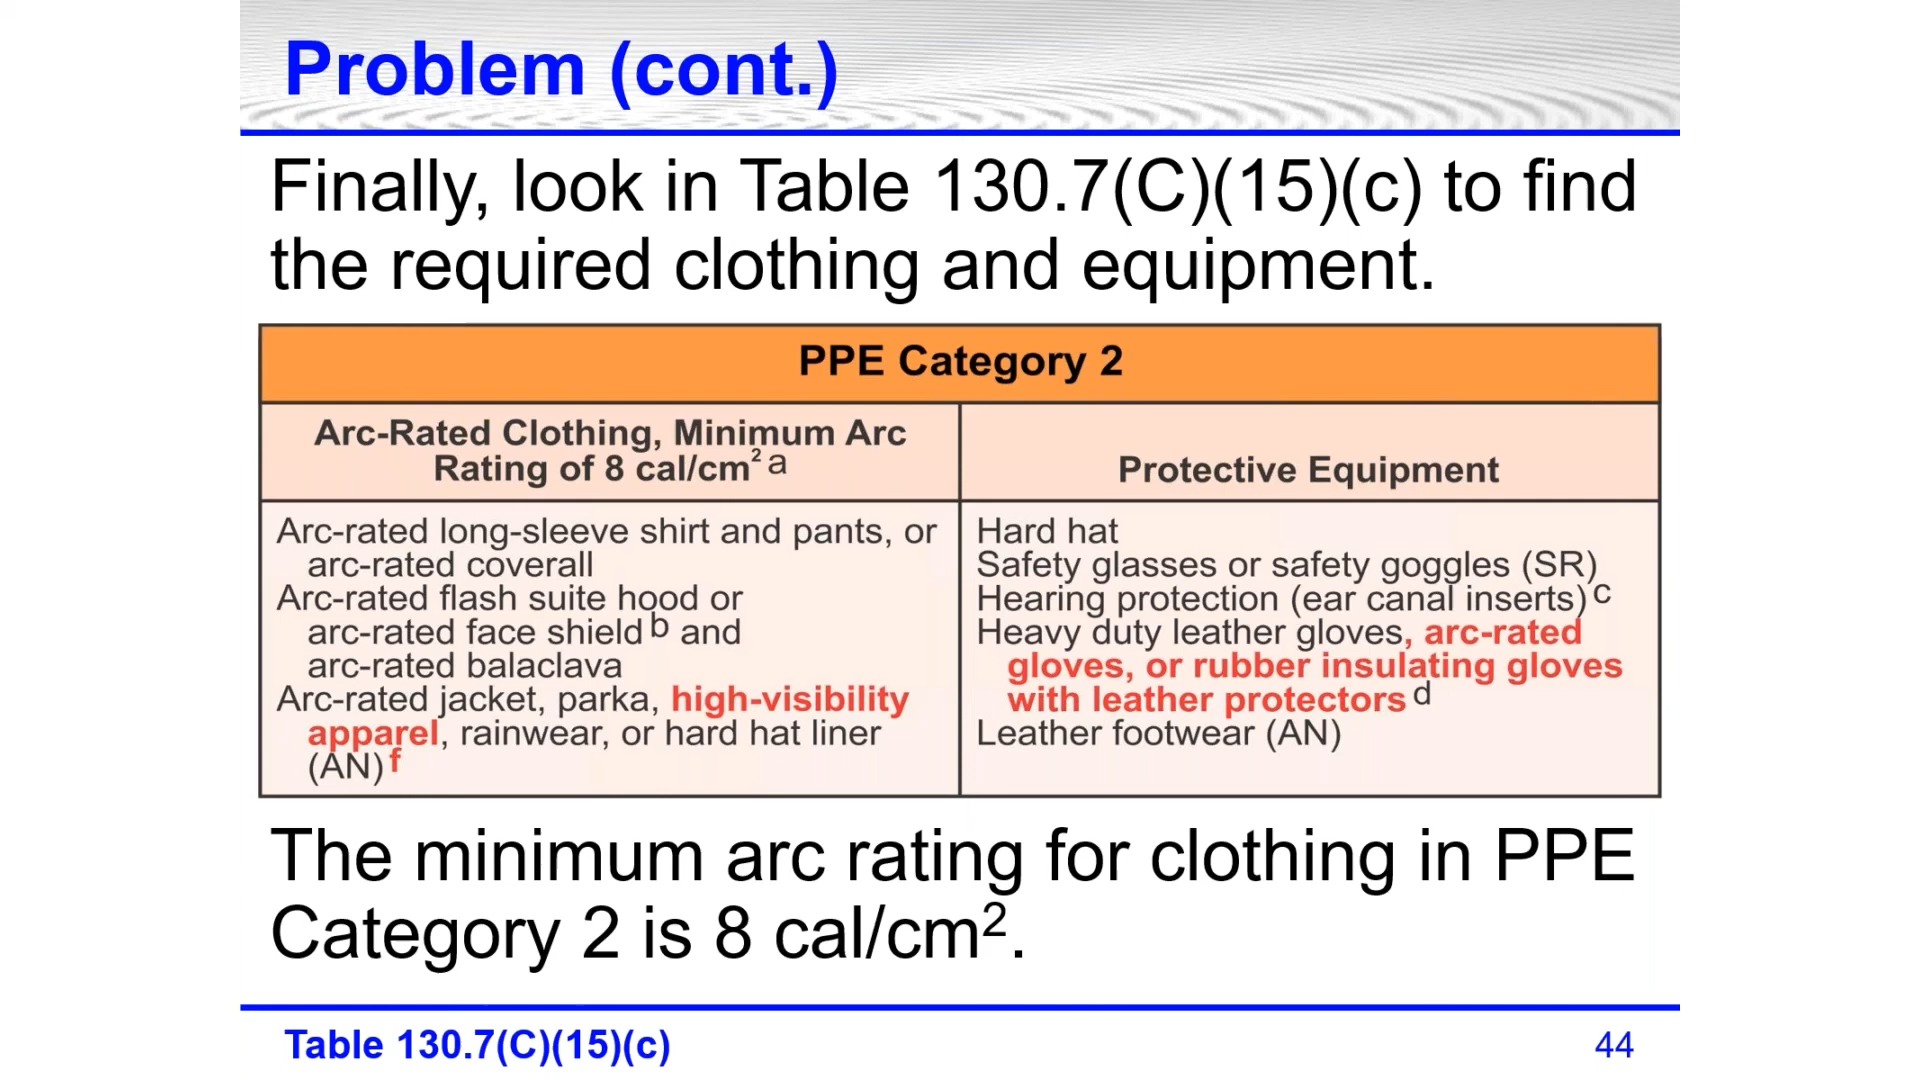 Problem (cont.)
Finally, look in Table 130.7(C)(15)(c) to find
the required clothing and equipment.
PPE Category 2
Arc-Rated Clothing, Minimum Arc
Rating of 8 cal/cm² a
Protective Equipment
Arc-rated long-sleeve shirt and pants, or
arc-rated coverall
Arc-rated flash suite hood or
arc-rated face shield b and
arc-rated balaclava
Arc-rated jacket, parka, high-visibility
apparel, rainwear, or hard hat liner
(AN) f
Hard hat
Safety glasses or safety goggles (SR)
Hearing protection (ear canal inserts) c
Heavy duty leather gloves, arc-rated
gloves, or rubber insulating gloves
with leather protectors d
Leather footwear (AN)
The minimum arc rating for clothing in PPE
Category 2 is 8 cal/cm².
Table 130.7(C)(15)(c)
44